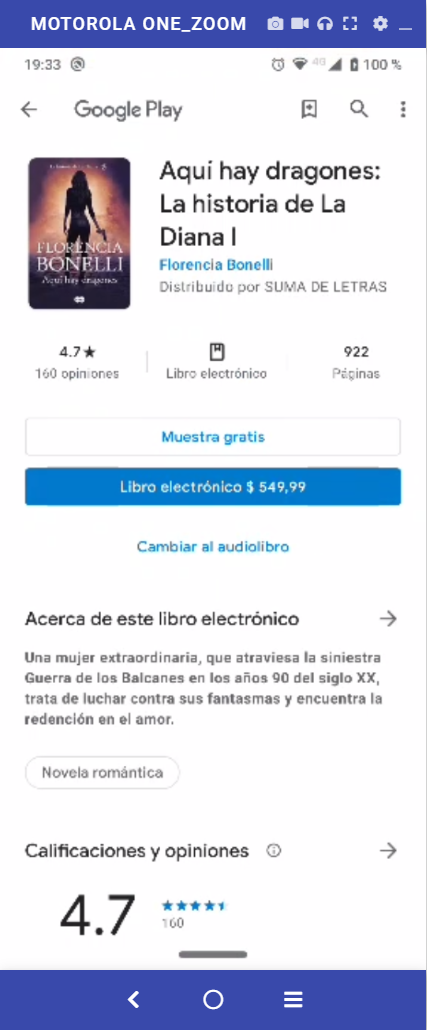 MOTOROLA ONE_ZOOM
19:33
4G
100 %
Google Play
FLORENCIA
BONELLI
Aquí hay dragones
Aquí hay dragones:
La historia de La
Diana I
Florencia Bonelli
Distribuido por SUMA DE LETRAS
4.7★
160 opiniones
Libro electrónico
922
Páginas
Muestra gratis
Libro electrónico $ 549,99
Cambiar al audiolibro
Acerca de este libro electrónico
Una mujer extraordinaria, que atraviesa la siniestra
Guerra de los Balcanes en los años 90 del siglo XX,
trata de luchar contra sus fantasmas y encuentra la
redención en el amor.
Novela romántica
Calificaciones y opiniones
4.7
160